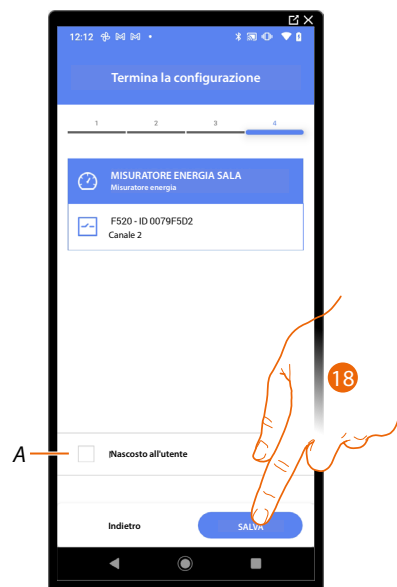 12:12
Termina la configurazione
1 2 3 4
MISURATORE ENERGIA SALA
Misuratore energia
F520 - ID 0079F5D2
Canale 2
18
A
Nascosto all'utente
Indietro
SALVA